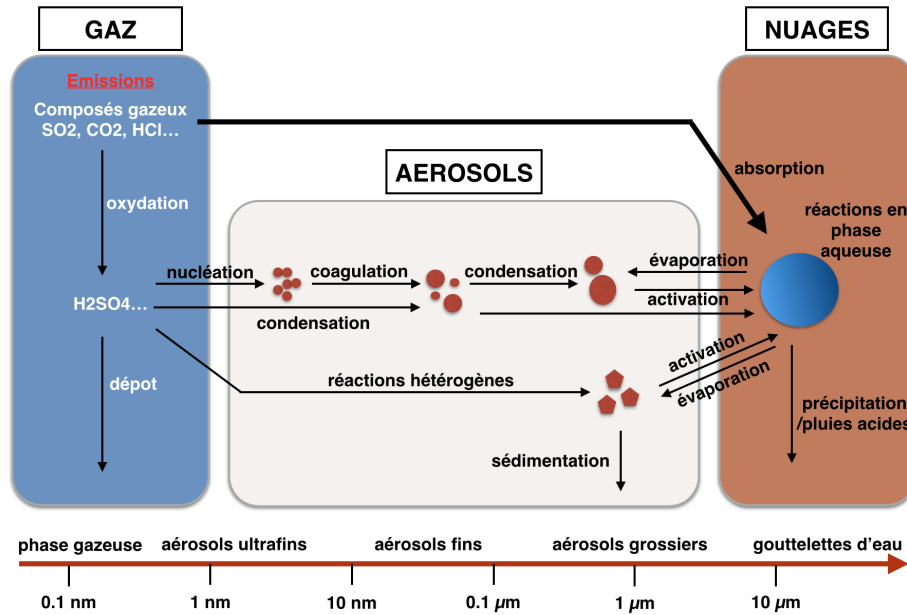 GAZ
NUAGES
Emissions
Composés gazeux
SO2, CO2, HCl...
AEROSOLS
absorption
oxydation
réactions en
phase
aqueuse
nucléation
coagulation
condensation
évaporation
H2SO4...
condensation
activation
dépot
réactions hétérogènes
activation
évaporation
précipitation
/pluies acides
sédimentation
phase gazeuse
aérosols ultrafins
aérosols fins
aérosols grossiers
gouttelettes d'eau
0.1 nm
1 nm
10 nm
0.1 µm
1 µm
10 µm